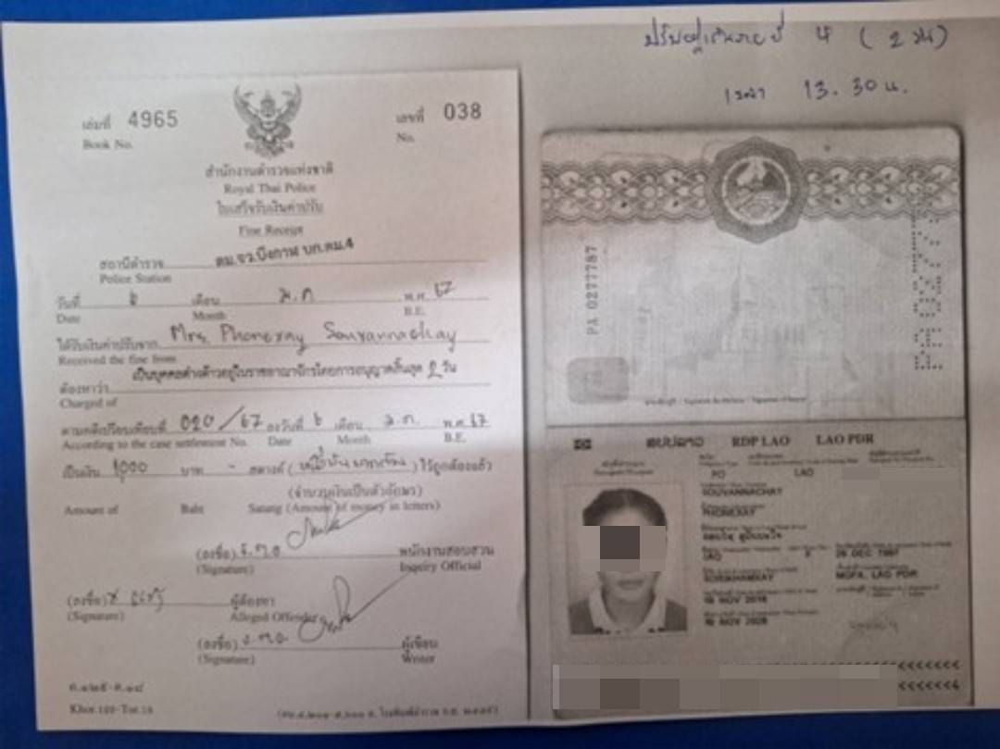 ปรับอยู่เกินรายที่ 4 ( 2 วัน)
เวลา 13.30 น.
เล่มที่ 4965
Book No.
เลขที่ 038
No.
สำนักงานตำรวจแห่งชาติ
Royal Thai Police
ใบเสร็จรับเงินค่าปรับ
Fine Receipt
สถานีตำรวจ ตม.จว.บึงกาฬ บก.ตม.4
Police Station
วันที่ 6 เดือน ม.ค. พ.ศ. 67
Date Month B.E.
ได้รับเงินค่าปรับจาก Mrs. Phonexay Souvannachay
Received the fine from
ต้องหาว่า เป็นบุคคลต่างด้าวอยู่ในราชอาณาจักรโดยการอนุญาตสิ้นสุด 2 วัน
Charged of
ตามคดีเปรียบเทียบที่ 020/67 ลงวันที่ 6 เดือน ม.ค. พ.ศ. 67
According to the case settlement No. Date Month B.E.
เป็นเงิน 1,000 บาท - สตางค์ (หนึ่งพันบาทถ้วน) ไว้ถูกต้องแล้ว
(จำนวนเงินเป็นตัวอักษร)
Amount of Baht Satang (Amount of money in letters)
(ลงชื่อ) ร.ต.อ. พนักงานสอบสวน
(Signature) Inquiry Official
(ลงชื่อ) ผู้ต้องหา
(Signature) Alleged Offender
(ลงชื่อ) ร.ต.อ. ผู้เขียน
(Signature) Writer
ต.๑๒๕-ต.๑๘
Khor.120-Tor.18
PA 0277787
ສປປລາວ RDP LAO LAO PDR
PO LAO
SOUVANNACHAY
PHONEXAY
LAO
26 DEC 1987
BORIKHAMXAY
MOFA, LAO PDR